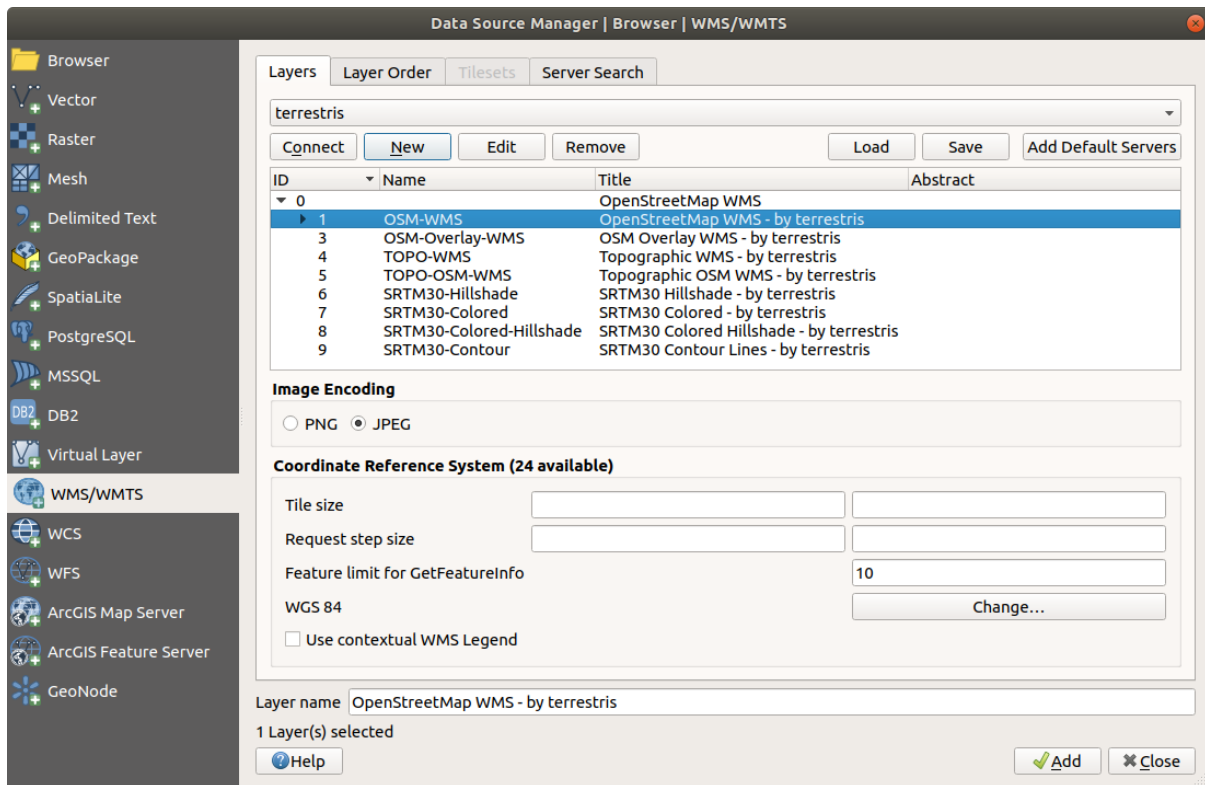 Data Source Manager | Browser | WMS/WMTS
Browser
Vector
Raster
Mesh
Delimited Text
GeoPackage
SpatiaLite
PostgreSQL
MSSQL
DB2 DB2
Virtual Layer
WMS/WMTS
WCS
WFS
ArcGIS Map Server
ArcGIS Feature Server
GeoNode
Layers Layer Order Tilesets Server Search
terrestris
Connect New Edit Remove Load Save Add Default Servers
ID Name Title Abstract
0 OpenStreetMap WMS
1 OSM-WMS OpenStreetMap WMS - by terrestris
3 OSM-Overlay-WMS OSM Overlay WMS - by terrestris
4 TOPO-WMS Topographic WMS - by terrestris
5 TOPO-OSM-WMS Topographic OSM WMS - by terrestris
6 SRTM30-Hillshade SRTM30 Hillshade - by terrestris
7 SRTM30-Colored SRTM30 Colored - by terrestris
8 SRTM30-Colored-Hillshade SRTM30 Colored Hillshade - by terrestris
9 SRTM30-Contour SRTM30 Contour Lines - by terrestris
Image Encoding
PNG JPEG
Coordinate Reference System (24 available)
Tile size
Request step size
Feature limit for GetFeatureInfo 10
WGS 84 Change...
Use contextual WMS Legend
Layer name OpenStreetMap WMS - by terrestris
1 Layer(s) selected
Help Add Close